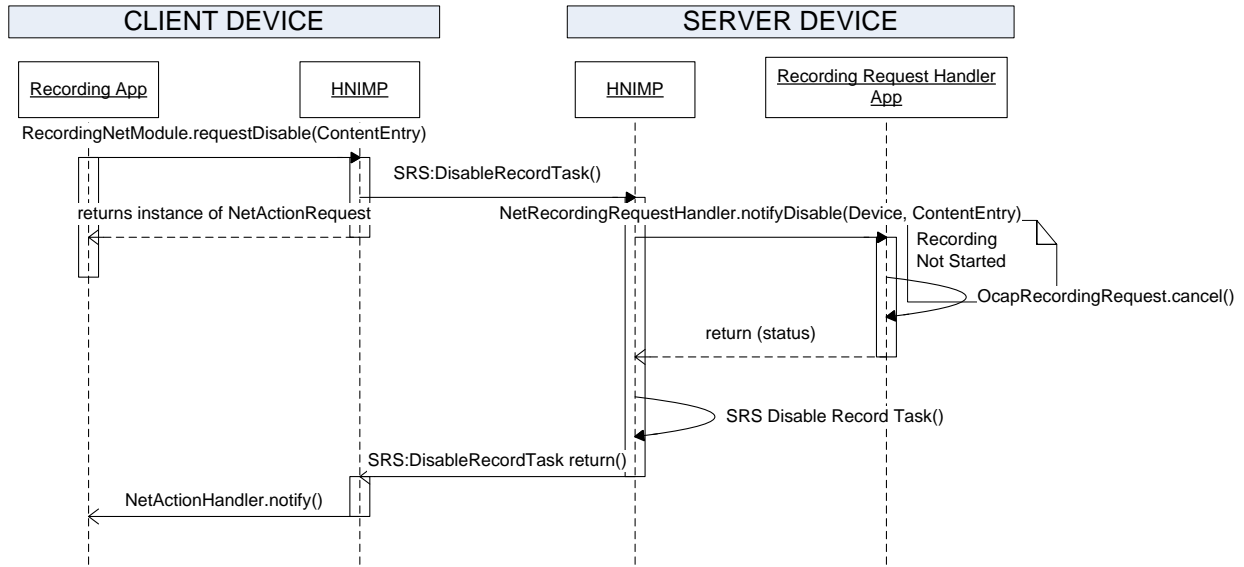 CLIENT DEVICE
SERVER DEVICE
Recording App
HNIMP
HNIMP
Recording Request Handler
App
RecordingNetModule.requestDisable(ContentEntry)
SRS:DisableRecordTask()
returns instance of NetActionRequest
NetRecordingRequestHandler.notifyDisable(Device, ContentEntry)
Recording
Not Started
OcapRecordingRequest.cancel()
return (status)
SRS Disable Record Task()
SRS:DisableRecordTask return()
NetActionHandler.notify()